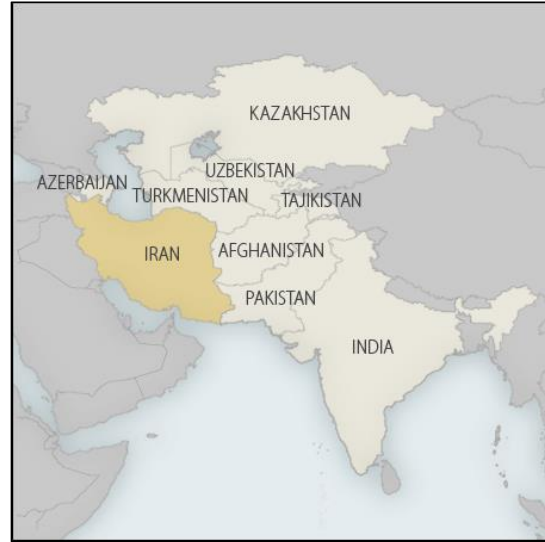 KAZAKHSTAN
UZBEKISTAN
AZERBAIJAN
TURKMENISTAN
TAJIKISTAN
IRAN
AFGHANISTAN
PAKISTAN
INDIA